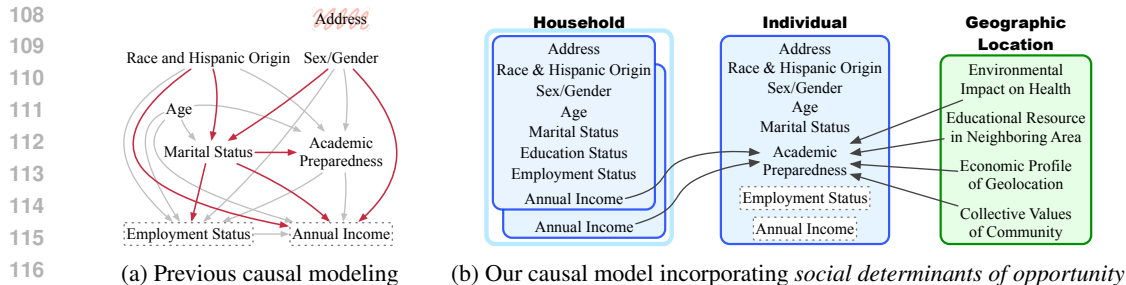 108
109
110
111
112
113
114
115
116
Address
Race and Hispanic Origin
Sex/Gender
Age
Marital Status
Academic
Preparedness
Employment Status
Annual Income
(a) Previous causal modeling
Household
Address
Race & Hispanic Origin
Sex/Gender
Age
Marital Status
Education Status
Employment Status
Annual Income
Annual Income
Individual
Address
Race & Hispanic Origin
Sex/Gender
Age
Marital Status
Academic
Preparedness
Employment Status
Annual Income
Geographic
Location
Environmental
Impact on Health
Educational Resource
in Neighboring Area
Economic Profile
of Geolocation
Collective Values
of Community
(b) Our causal model incorporating social determinants of opportunity